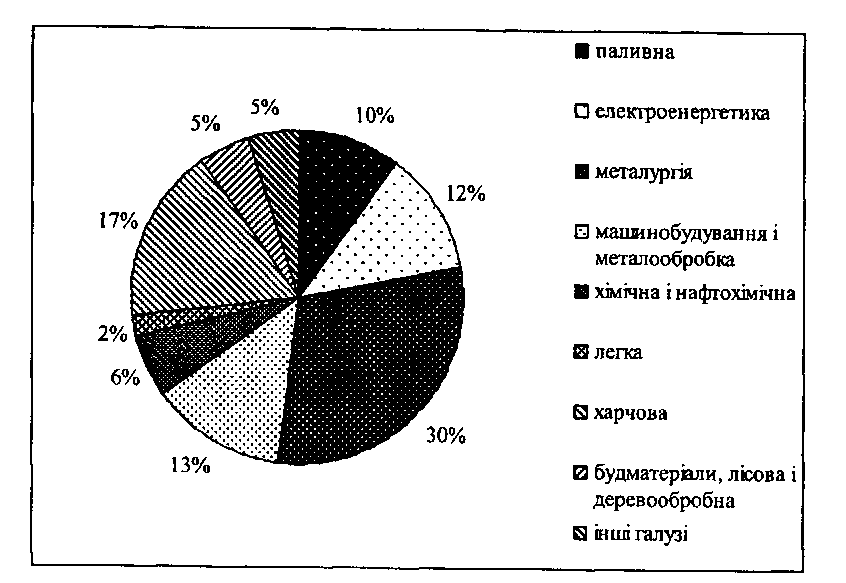 паливна
електроенергетика
металургія
машинобудування і
металообробка
хімічна і нафтохімічна
легка
харчова
будматеріали, лісова і
деревообробна
інші галузі
5%
5%
10%
12%
17%
2%
6%
13%
30%